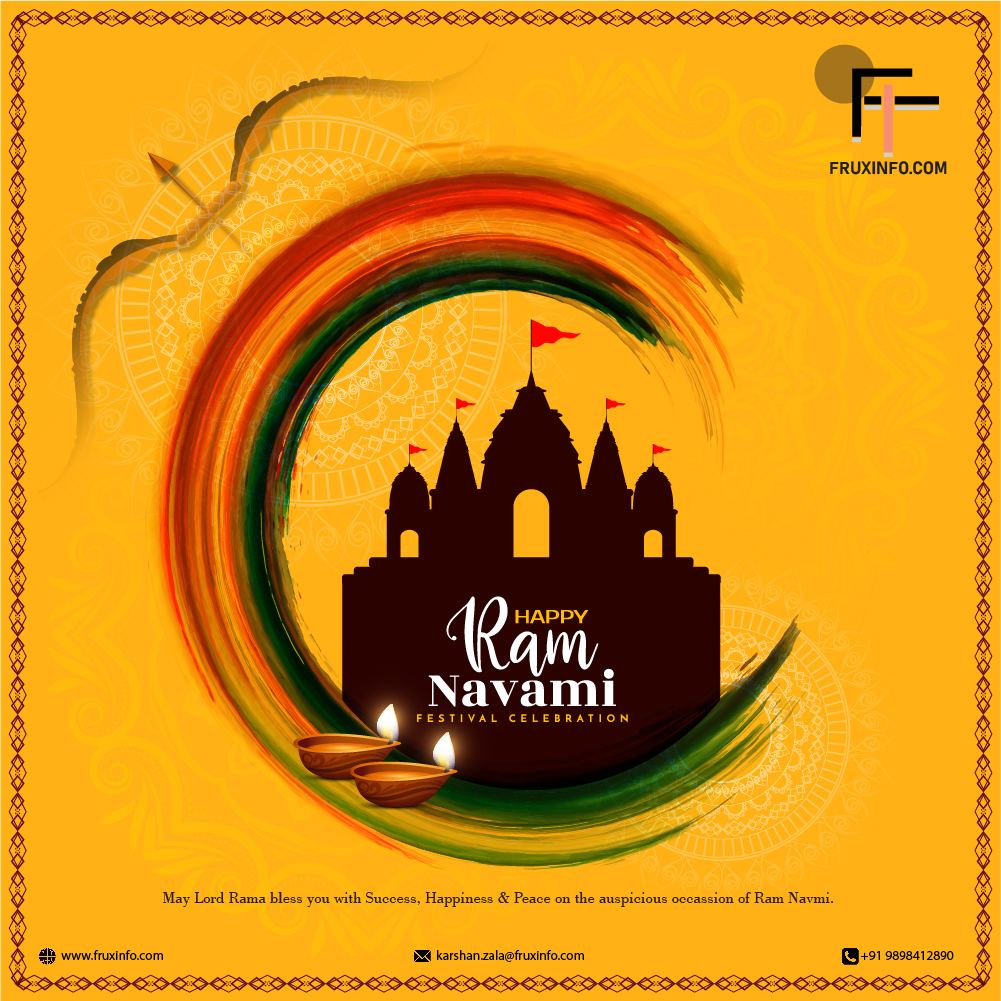 FRUXINFO.COM
HAPPY
Ram
Navami
FESTIVAL CELEBRATION
May Lord Rama bless you with Success, Happiness & Peace on the auspicious occassion of Ram Navmi.
www.fruxinfo.com
karshan.zala@fruxinfo.com
+91 9898412890